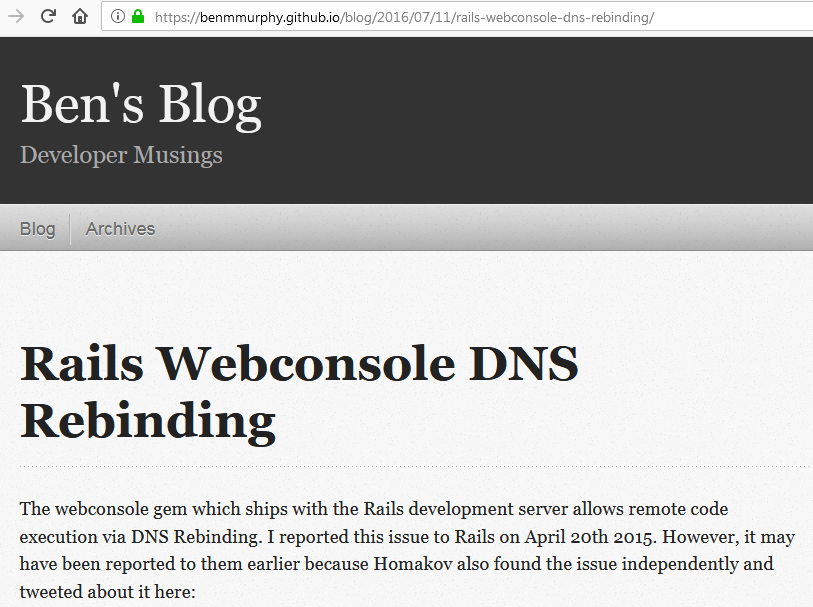 https://benmmurphy.github.io/blog/2016/07/11/rails-webconsole-dns-rebinding/
Ben's Blog
Developer Musings
Blog
Archives
Rails Webconsole DNS
Rebinding
The webconsole gem which ships with the Rails development server allows remote code
execution via DNS Rebinding. I reported this issue to Rails on April 20th 2015. However, it may
have been reported to them earlier because Homakov also found the issue independently and
tweeted about it here: